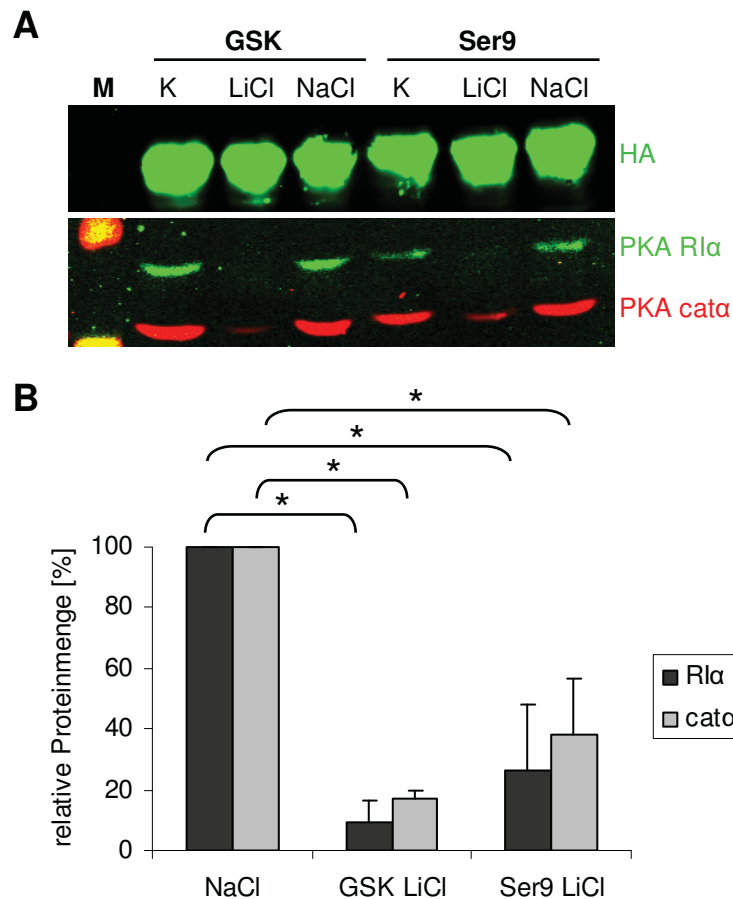 A
GSK Ser9
M K LiCl NaCl K LiCl NaCl
HA
PKA RIα
PKA catα
B
*
*
*
*
relative Proteinmenge [%]
100
80
60
40
20
0
NaCl GSK LiCl Ser9 LiCl
RIα
catα